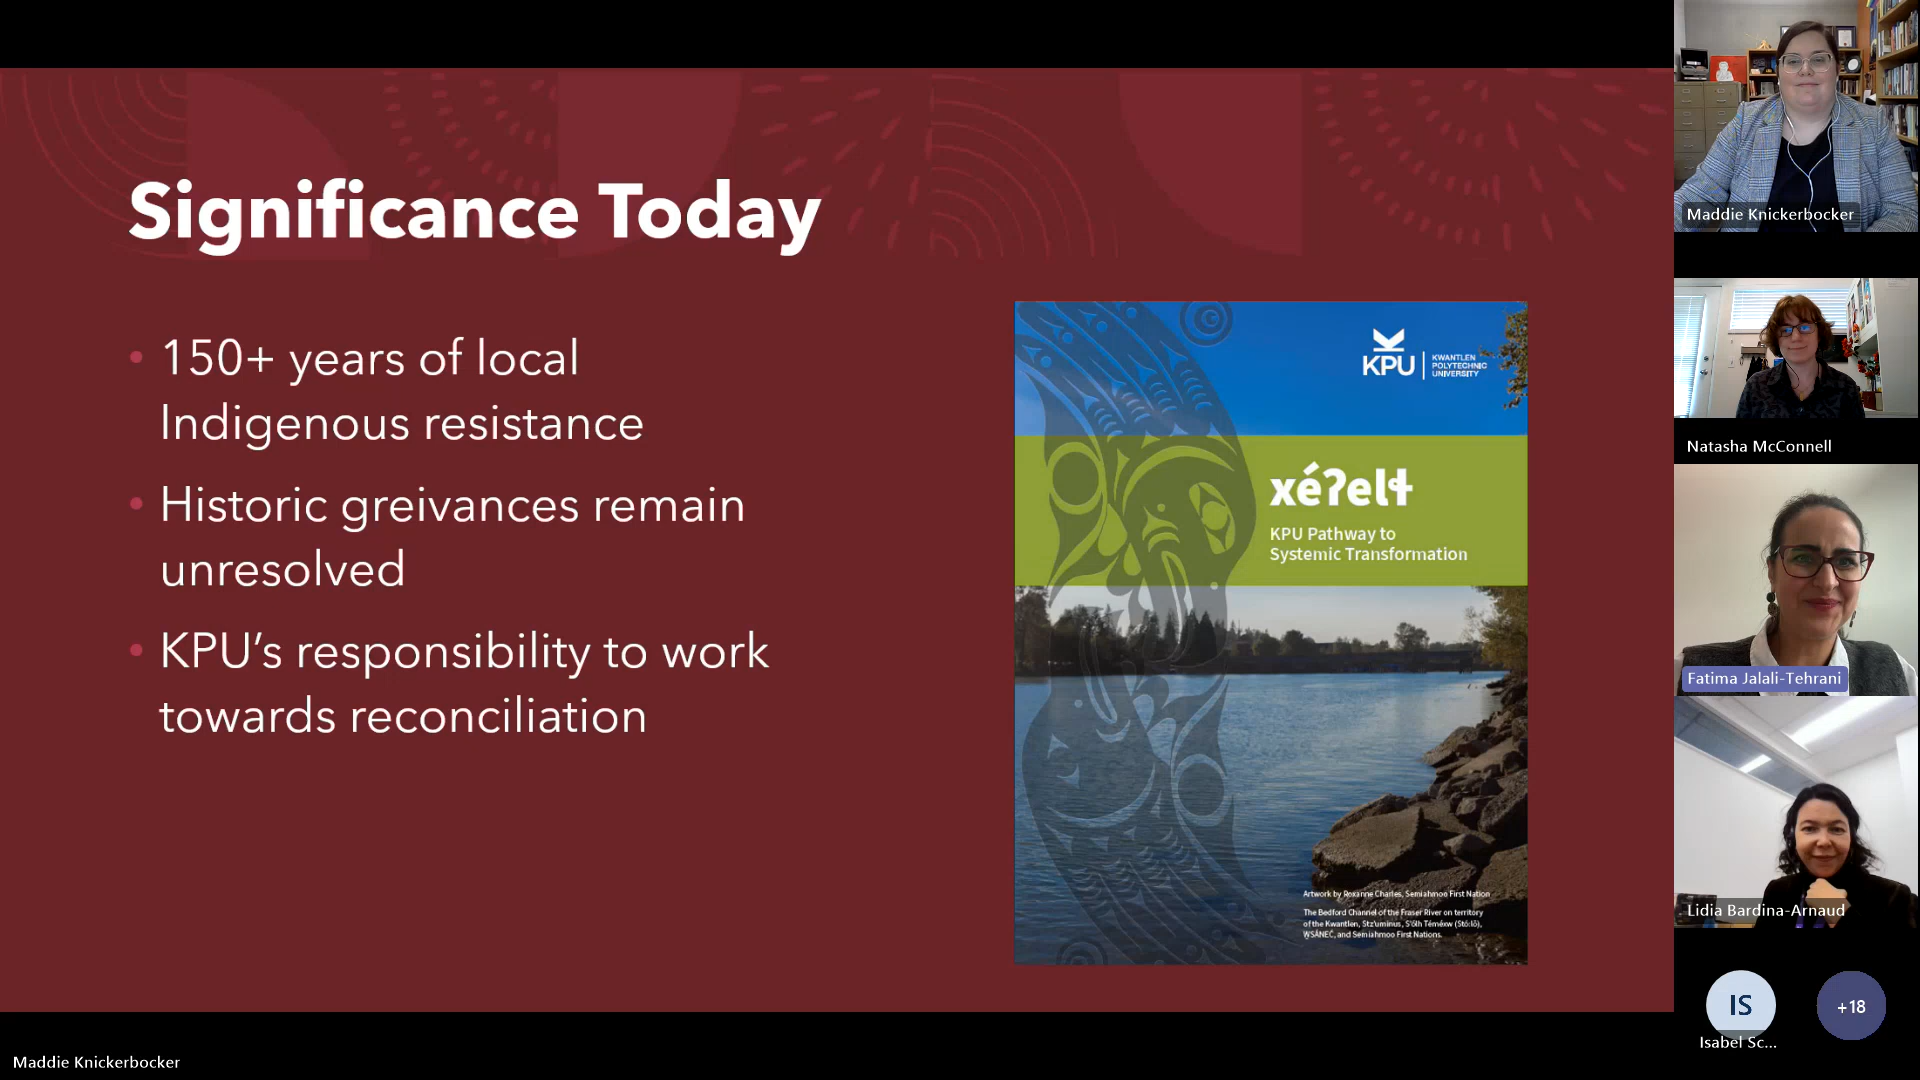 Significance Today
• 150+ years of local
Indigenous resistance
• Historic greivances remain
unresolved
• KPU’s responsibility to work
towards reconciliation
KPU
KWANTLEN
POLYTECHNIC
UNIVERSITY
xéʔelɬ
KPU Pathway to
Systemic Transformation
Artwork by Roxanne Charles, Semiahmoo First Nation
The Bedford Channel of the Fraser River on territory
of the Kwantlen, Stz'uminus, S'ólh Téméxw (Stó:lō),
W̱SÁNEĆ, and Semiahmoo First Nations.
Maddie Knickerbocker
Natasha McConnell
Fatima Jalali-Tehrani
Lidia Bardina-Arnaud
IS
+18
Isabel Sc...
Maddie Knickerbocker